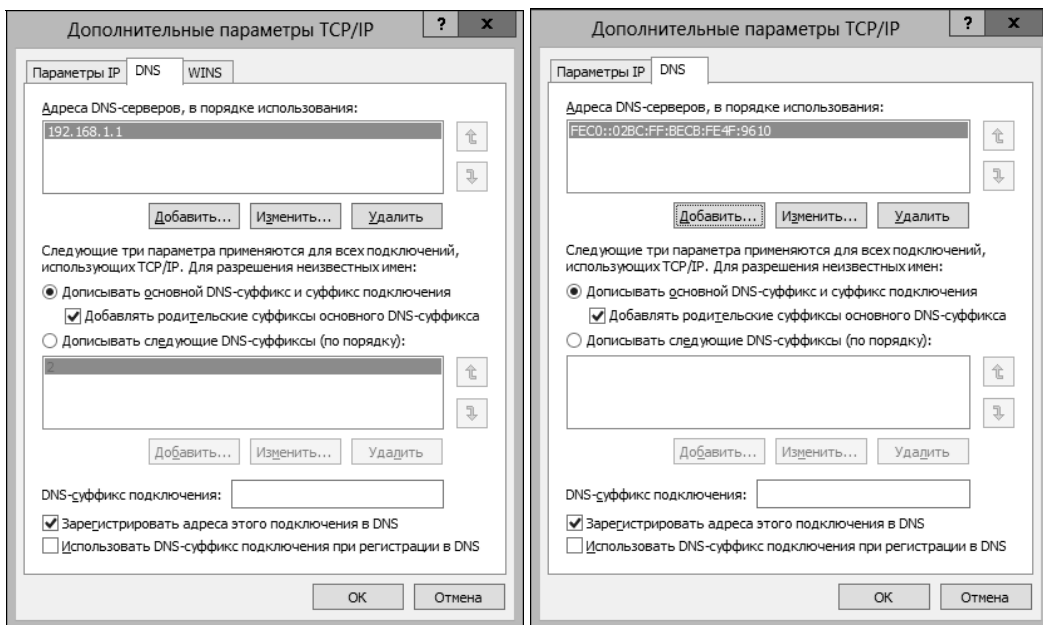 Дополнительные параметры TCP/IP
? x
Параметры IP DNS WINS
Адреса DNS-серверов, в порядке использования:
192.168.1.1
Добавить... Изменить... Удалить
Следующие три параметра применяются для всех подключений,
использующих TCP/IP. Для разрешения неизвестных имен:
Дописывать основной DNS-суффикс и суффикс подключения
Добавлять родительские суффиксы основного DNS-суффикса
Дописывать следующие DNS-суффиксы (по порядку):
2
Добавить... Изменить... Удалить
DNS-суффикс подключения:
Зарегистрировать адреса этого подключения в DNS
Использовать DNS-суффикс подключения при регистрации в DNS
OK Отмена
Дополнительные параметры TCP/IP
? x
Параметры IP DNS
Адреса DNS-серверов, в порядке использования:
FEC0::02BC:FF:BECB:FE4F:9610
Добавить... Изменить... Удалить
Следующие три параметра применяются для всех подключений,
использующих TCP/IP. Для разрешения неизвестных имен:
Дописывать основной DNS-суффикс и суффикс подключения
Добавлять родительские суффиксы основного DNS-суффикса
Дописывать следующие DNS-суффиксы (по порядку):
Добавить... Изменить... Удалить
DNS-суффикс подключения:
Зарегистрировать адреса этого подключения в DNS
Использовать DNS-суффикс подключения при регистрации в DNS
OK Отмена